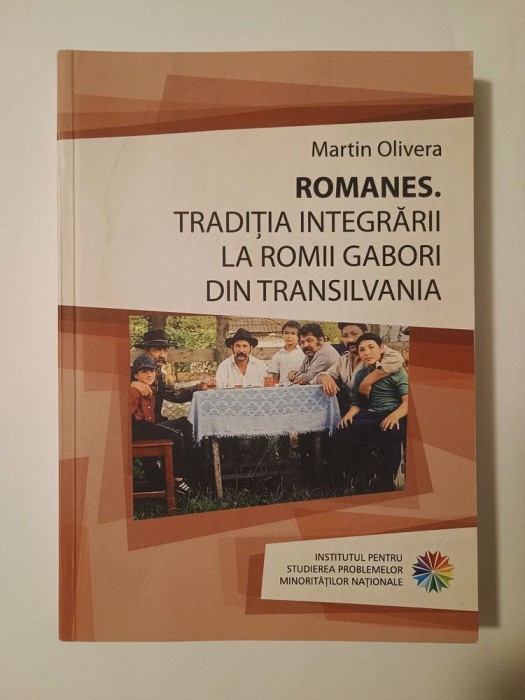 Martin Olivera
ROMANES.
TRADIȚIA INTEGRĂRII
LA ROMII GABORI
DIN TRANSILVANIA
INSTITUTUL PENTRU
STUDIEREA PROBLEMELOR
MINORITĂȚILOR NAȚIONALE